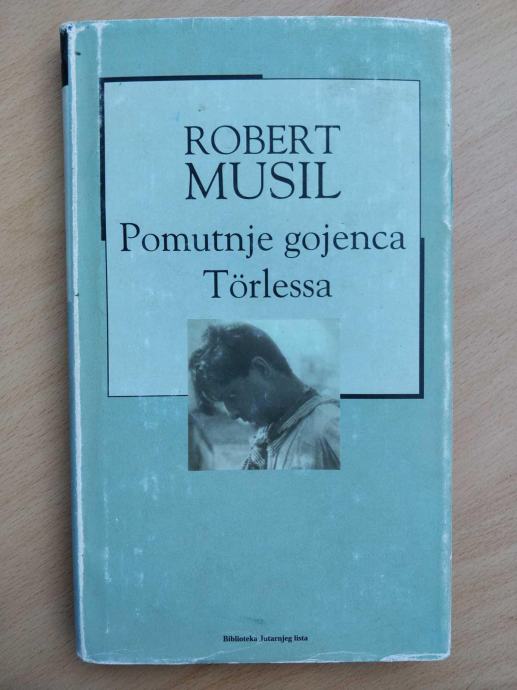 ROBERT
MUSIL
Pomutnje gojenca
Törlessa
Biblioteka Jutarnjeg lista